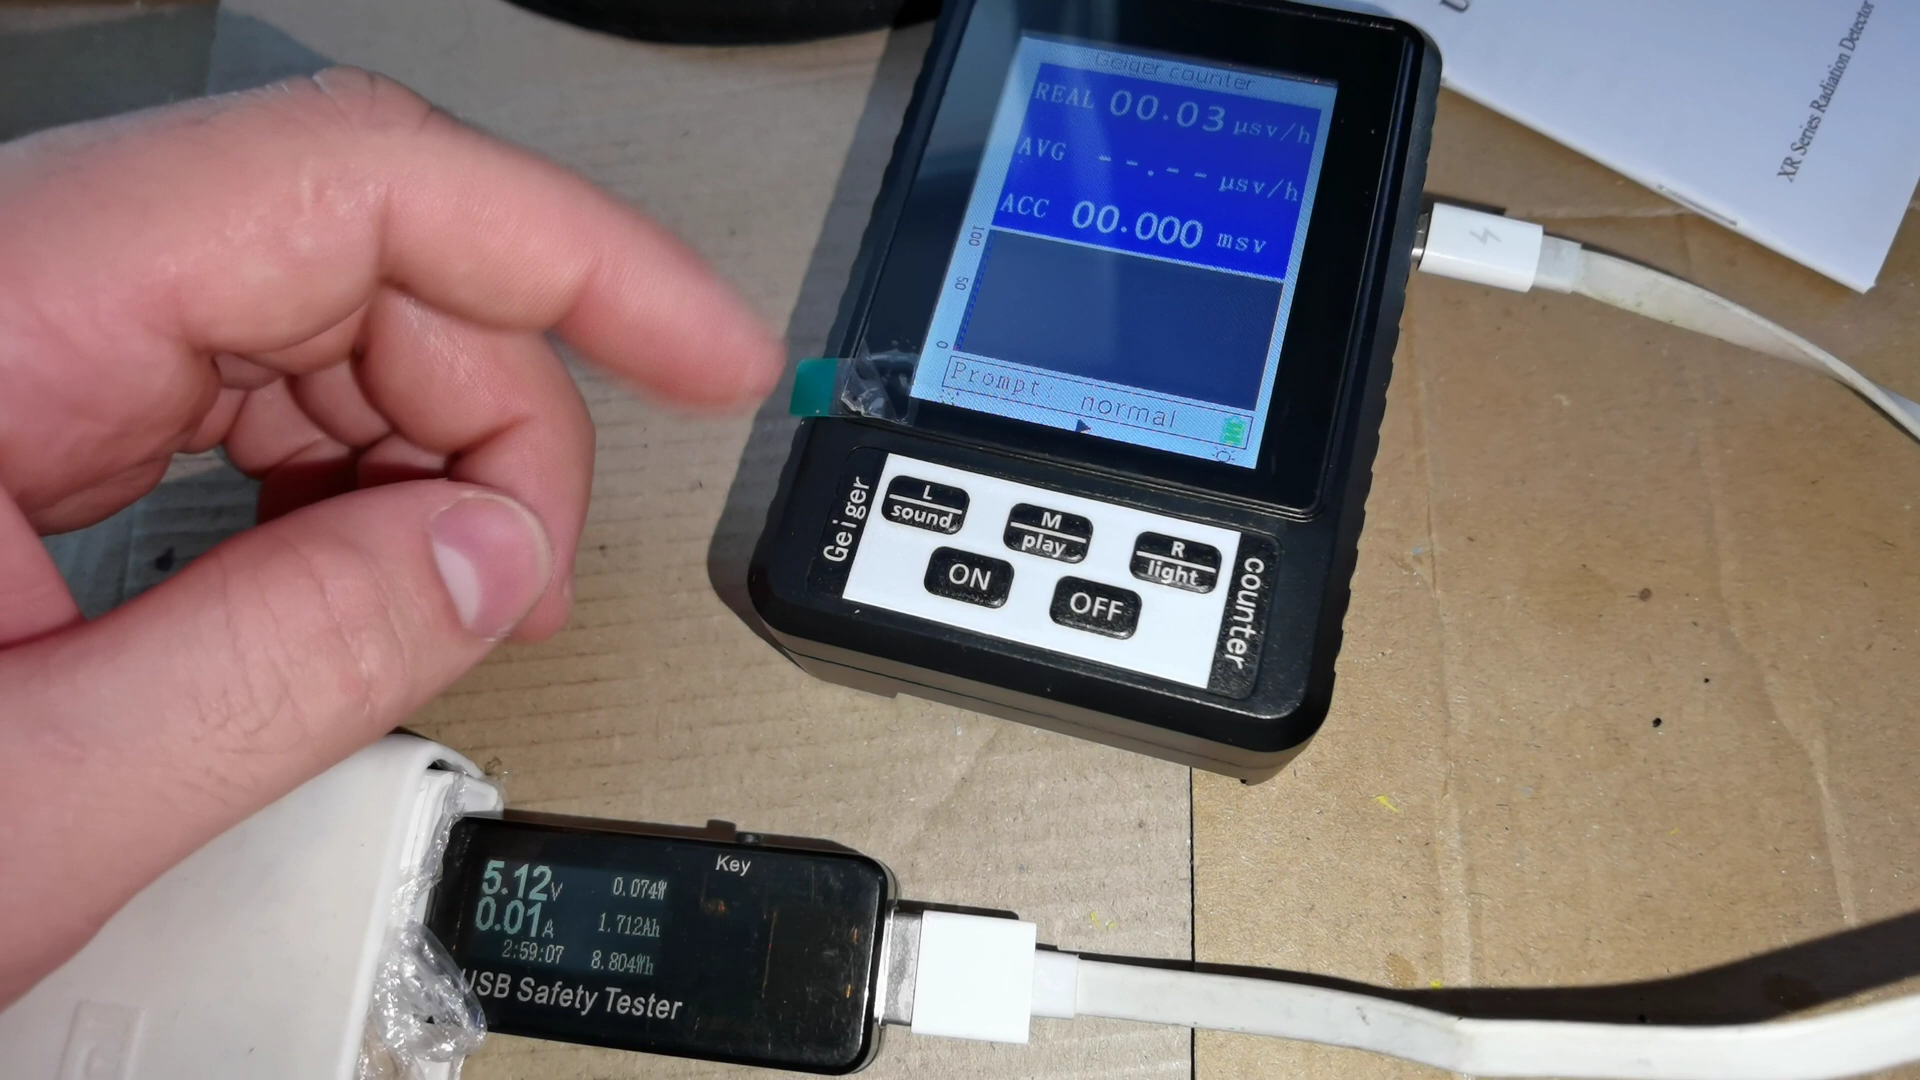 Geiger counter
REAL 00.03 μsv/h
AVG --.-- μsv/h
ACC 00.000 msv
100
50
0
Prompt: normal
L
sound
M
play
R
light
ON
OFF
Geiger
counter
XR Series Radiation Detector
Key
5.12V 0.074W
0.01A 1.712Ah
2:59:07 8.804Wh
USB Safety Tester